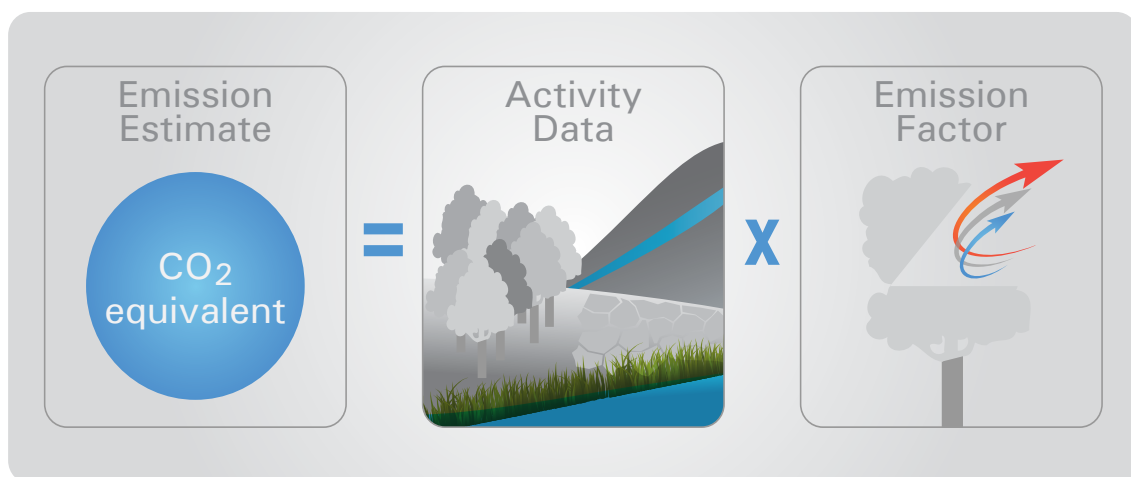 Emission
Estimate
CO₂
equivalent
=
Activity
Data
x
Emission
Factor